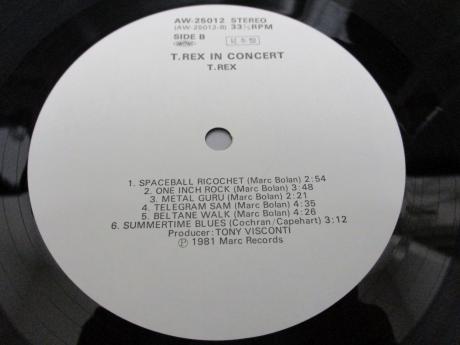 AW-25012 STEREO
(AW-25012-B) 33⅓RPM
SIDE B
見本盤
T.REX IN CONCERT
T.REX
1. SPACEBALL RICOCHET (Marc Bolan) 2:54
2. ONE INCH ROCK (Marc Bolan) 3:48
3. METAL GURU (Marc Bolan) 2:21
4. TELEGRAM SAM (Marc Bolan) 4:35
5. BELTANE WALK (Marc Bolan) 4:26
6. SUMMERTIME BLUES (Cochran/Capehart) 3:12
Producer: TONY VISCONTI
Ⓟ 1981 Marc Records